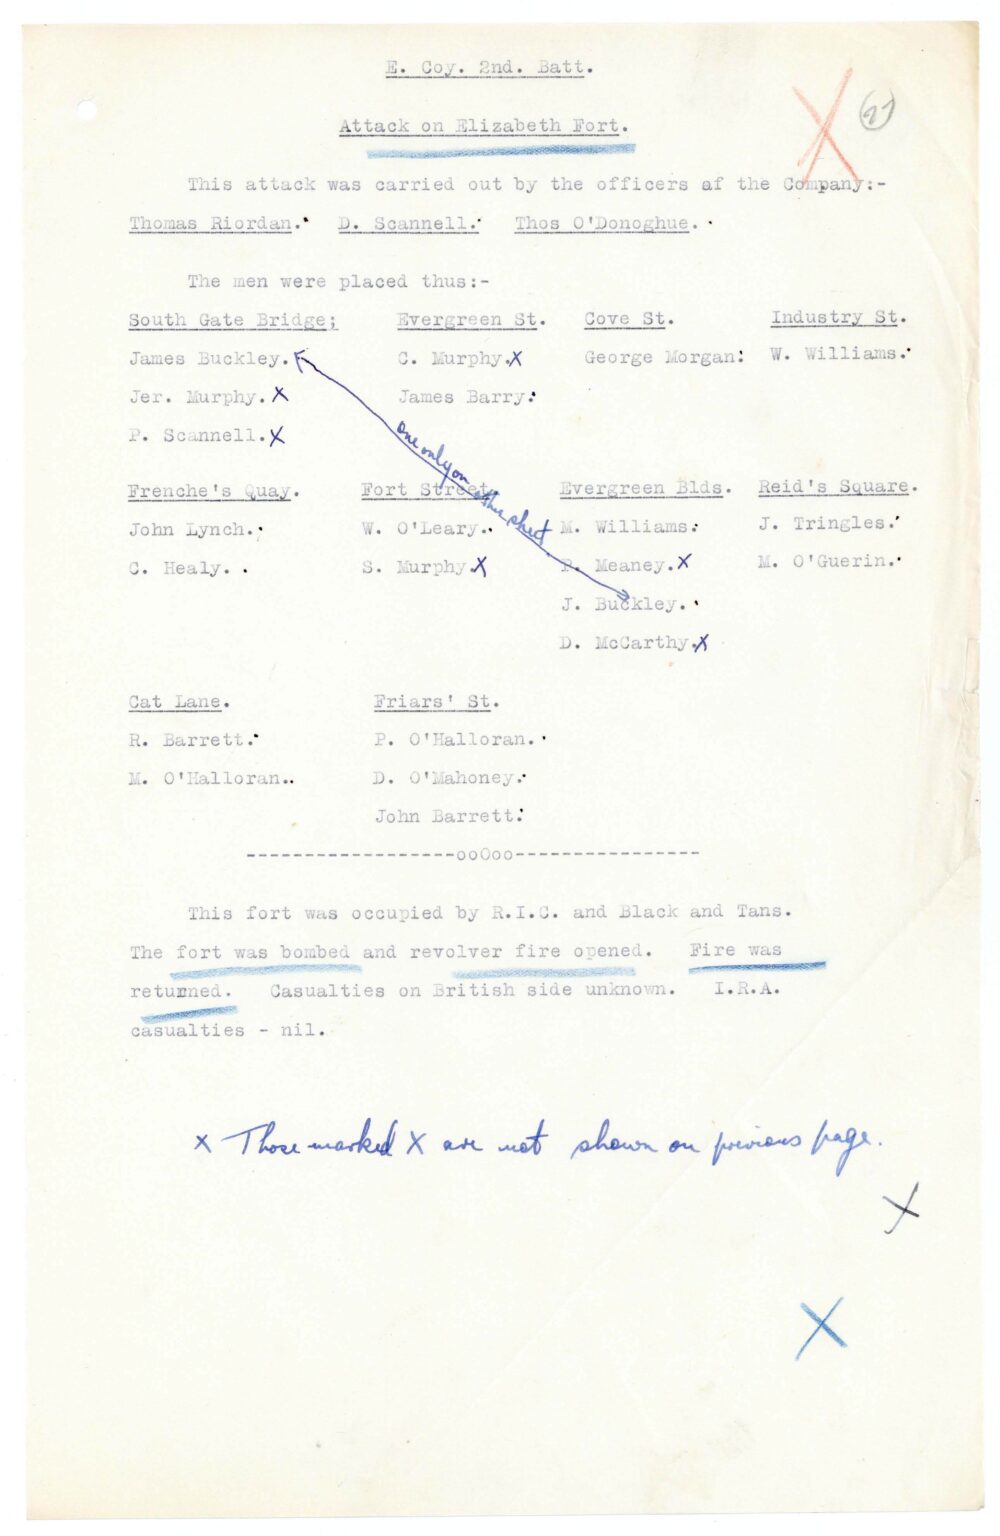 E. Coy. 2nd. Batt.
27
Attack on Elizabeth Fort.
This attack was carried out by the officers af the Company:-
Thomas Riordan. D. Scannell. Thos O'Donoghue.
The men were placed thus:-
South Gate Bridge; Evergreen St. Cove St. Industry St.
James Buckley. C. Murphy. X George Morgan. W. Williams.
Jer. Murphy. X James Barry.
P. Scannell. X
one only on other sheet
Frenche's Quay. Fort Street. Evergreen Blds. Reid's Square.
John Lynch. W. O'Leary. M. Williams. J. Tringles.
C. Healy. S. Murphy. X P. Meaney. X M. O'Guerin.
J. Buckley.
D. McCarthy. X
Cat Lane. Friars' St.
R. Barrett. P. O'Halloran.
M. O'Halloran. D. O'Mahoney.
John Barrett.
------------------ooOoo----------------
This fort was occupied by R.I.C. and Black and Tans.
The fort was bombed and revolver fire opened. Fire was
returned. Casualties on British side unknown. I.R.A.
casualties - nil.
X Those marked X are not shown on previous page.
X
X